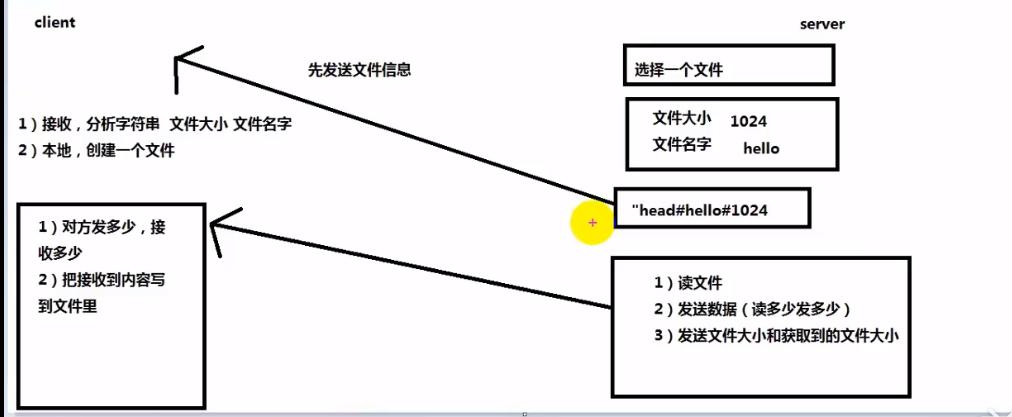 client
server
先发送文件信息
选择一个文件
文件大小 1024
文件名字 hello
1）接收，分析字符串 文件大小 文件名字
2）本地，创建一个文件
"head#hello#1024
1）对方发多少，接
收多少
2）把接收到内容写
到文件里
1）读文件
2）发送数据（读多少发多少）
3）发送文件大小和获取到的文件大小